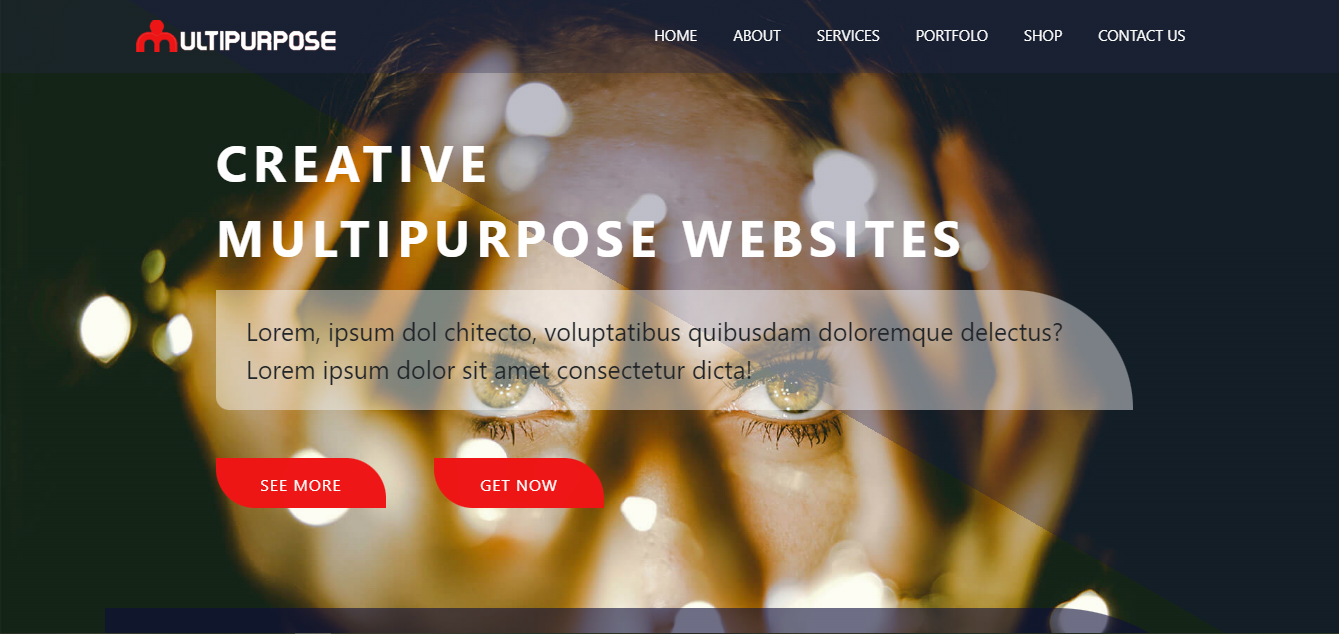 MULTIPURPOSE
HOME ABOUT SERVICES PORTFOLO SHOP CONTACT US
CREATIVE
MULTIPURPOSE WEBSITES
Lorem, ipsum dol chitecto, voluptatibus quibusdam doloremque delectus?
Lorem ipsum dolor sit amet consectetur dicta!
SEE MORE GET NOW